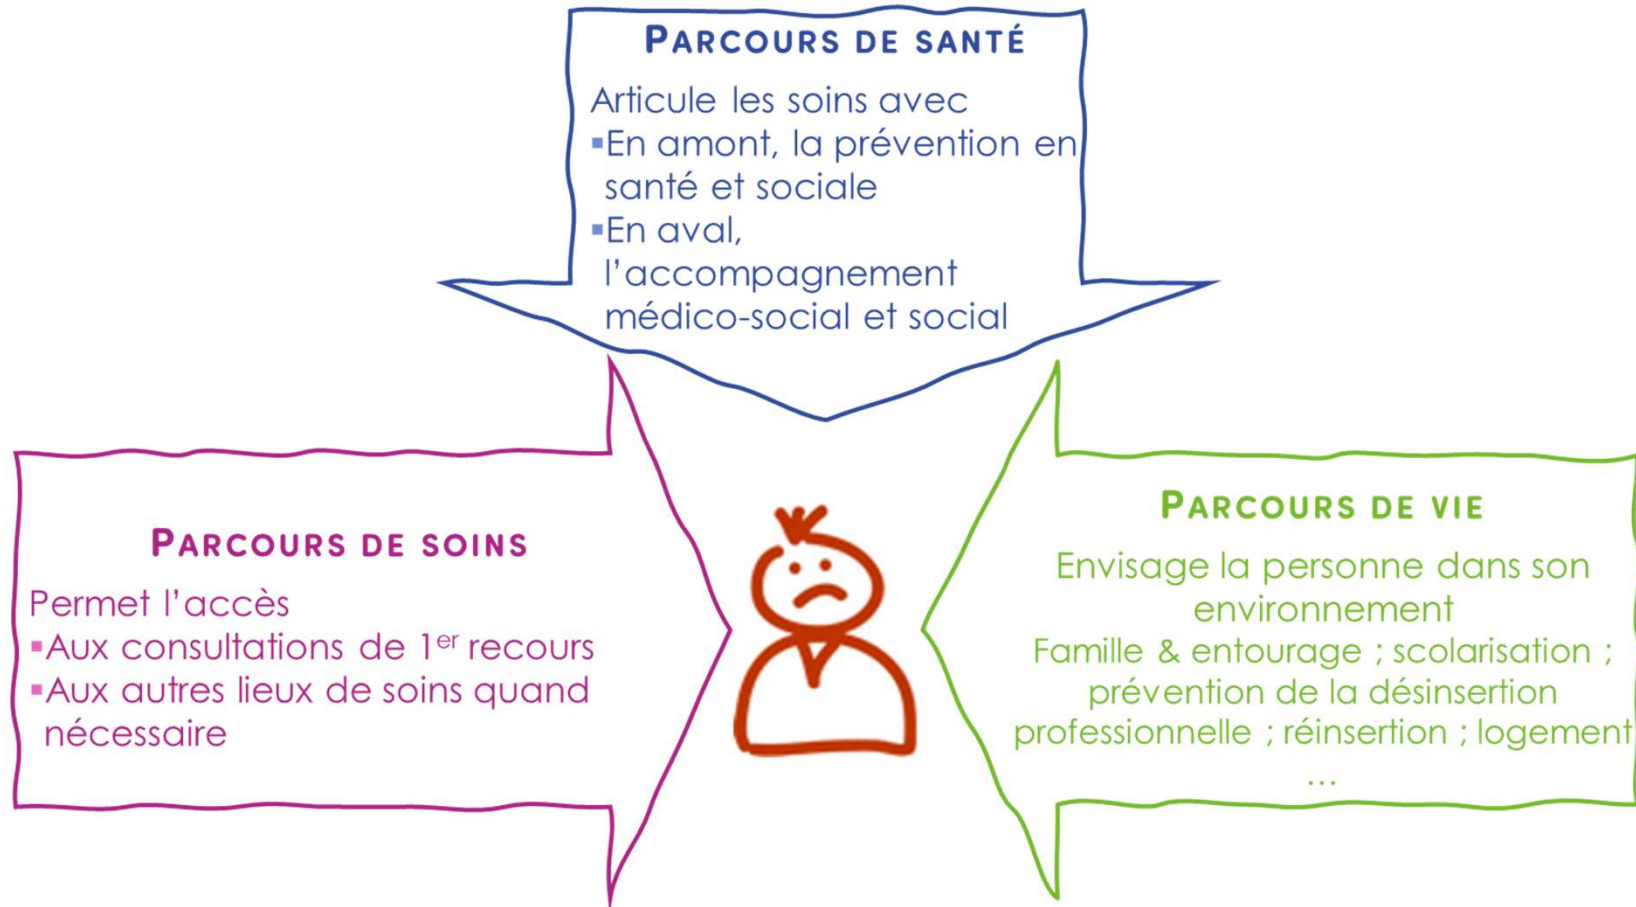 PARCOURS DE SANTÉ
Articule les soins avec
▪En amont, la prévention en
santé et sociale
▪En aval,
l’accompagnement
médico-social et social
PARCOURS DE SOINS
Permet l’accès
▪Aux consultations de 1er recours
▪Aux autres lieux de soins quand
nécessaire
PARCOURS DE VIE
Envisage la personne dans son
environnement
Famille & entourage ; scolarisation ;
prévention de la désinsertion
professionnelle ; réinsertion ; logement
…